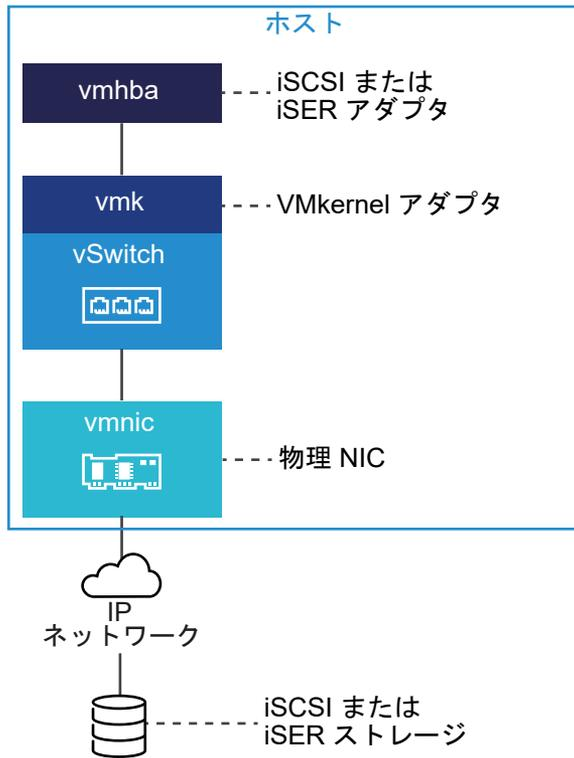 ホスト
vmhba
iSCSI または
iSER アダプタ
vmk
VMkernel アダプタ
vSwitch
vmnic
物理 NIC
IP
ネットワーク
iSCSI または
iSER ストレージ